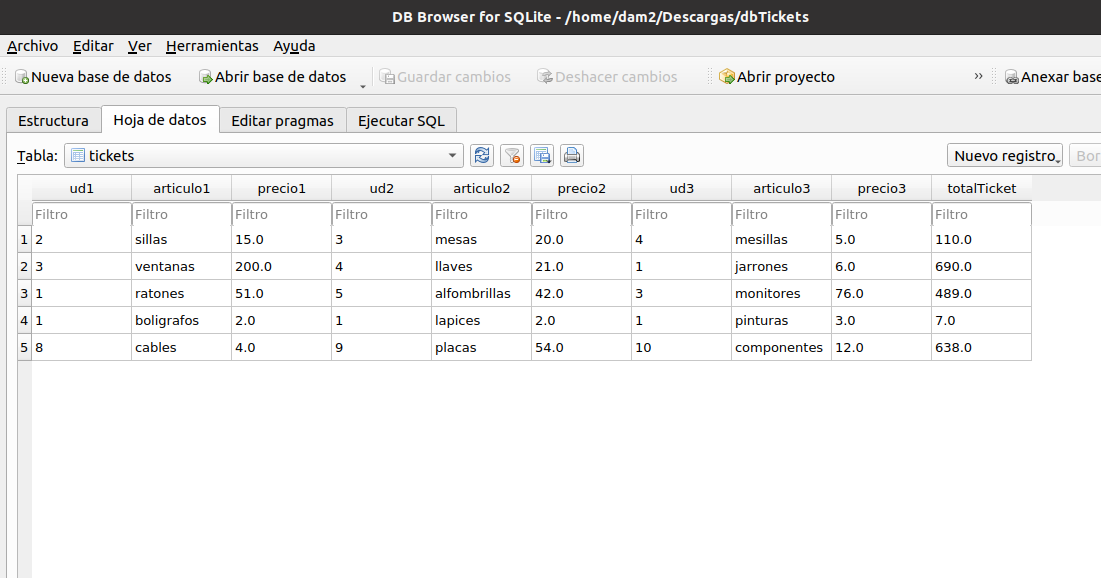 DB Browser for SQLite - /home/dam2/Descargas/dbTickets
Archivo Editar Ver Herramientas Ayuda
Nueva base de datos Abrir base de datos Guardar cambios Deshacer cambios Abrir proyecto » Anexar base
Estructura Hoja de datos Editar pragmas Ejecutar SQL
Tabla: tickets Nuevo registro Bor
ud1 articulo1 precio1 ud2 articulo2 precio2 ud3 articulo3 precio3 totalTicket
Filtro Filtro Filtro Filtro Filtro Filtro Filtro Filtro Filtro Filtro
1 2 sillas 15.0 3 mesas 20.0 4 mesillas 5.0 110.0
2 3 ventanas 200.0 4 llaves 21.0 1 jarrones 6.0 690.0
3 1 ratones 51.0 5 alfombrillas 42.0 3 monitores 76.0 489.0
4 1 boligrafos 2.0 1 lapices 2.0 1 pinturas 3.0 7.0
5 8 cables 4.0 9 placas 54.0 10 componentes 12.0 638.0